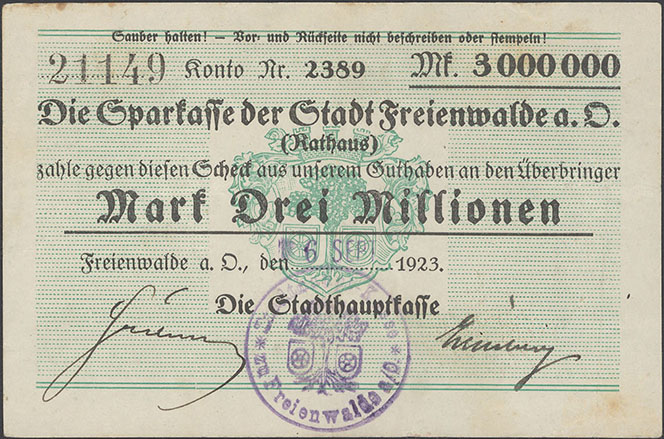 Sauber halten! – Vor- und Rückseite nicht beschreiben oder stempeln!
21149 Konto Nr. 2389 Mk. 3000000
Die Sparkasse der Stadt Freienwalde a. O.
(Rathaus)
zahle gegen diesen Scheck aus unserem Guthaben an den Überbringer
Mark Drei Millionen
6 SEPT
Freienwalde a. O., den 1923.
Die Stadthauptkasse
zu Freienwalde a/O.